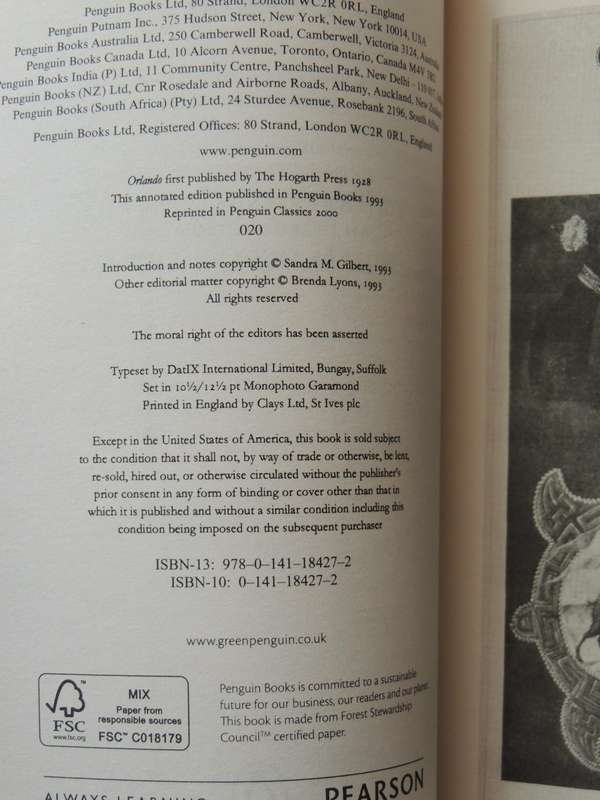 Penguin Books Ltd, 80 Strand, London WC2R 0RL, England
Penguin Putnam Inc., 375 Hudson Street, New York, New York 10014, USA
Penguin Books Australia Ltd, 250 Camberwell Road, Camberwell, Victoria 3124, Australia
Penguin Books Canada Ltd, 10 Alcorn Avenue, Toronto, Ontario, Canada M4V 3B2
Penguin Books India (P) Ltd, 11 Community Centre, Panchsheel Park, New Delhi – 110 017
Penguin Books (NZ) Ltd, Cnr Rosedale and Airborne Roads, Albany, Auckland, New Zealand
Penguin Books (South Africa) (Pty) Ltd, 24 Sturdee Avenue, Rosebank 2196, South Africa
Penguin Books Ltd, Registered Offices: 80 Strand, London WC2R 0RL, England
www.penguin.com
Orlando first published by The Hogarth Press 1928
This annotated edition published in Penguin Books 1993
Reprinted in Penguin Classics 2000
020
Introduction and notes copyright © Sandra M. Gilbert, 1993
Other editorial matter copyright © Brenda Lyons, 1993
All rights reserved
The moral right of the editors has been asserted
Typeset by DatIX International Limited, Bungay, Suffolk
Set in 10½/12½ pt Monophoto Garamond
Printed in England by Clays Ltd, St Ives plc
Except in the United States of America, this book is sold subject
to the condition that it shall not, by way of trade or otherwise, be lent,
re-sold, hired out, or otherwise circulated without the publisher's
prior consent in any form of binding or cover other than that in
which it is published and without a similar condition including this
condition being imposed on the subsequent purchaser
ISBN-13: 978–0–141–18427–2
ISBN-10: 0–141–18427–2
www.greenpenguin.co.uk
FSC
www.fsc.org
MIX
Paper from
responsible sources
FSC™ C018179
Penguin Books is committed to a sustainable
future for our business, our readers and our planet.
This book is made from Forest Stewardship
Council™ certified paper.
ALWAYS LEARNING
PEARSON